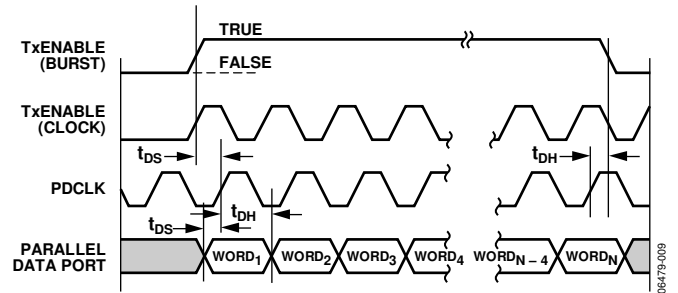 TxENABLE
(BURST)
TRUE
FALSE
TxENABLE
(CLOCK)
tDS
tDH
PDCLK
tDS
tDH
PARALLEL
DATA PORT
WORD1
WORD2
WORD3
WORD4
WORDN – 4
WORDN
06479-009